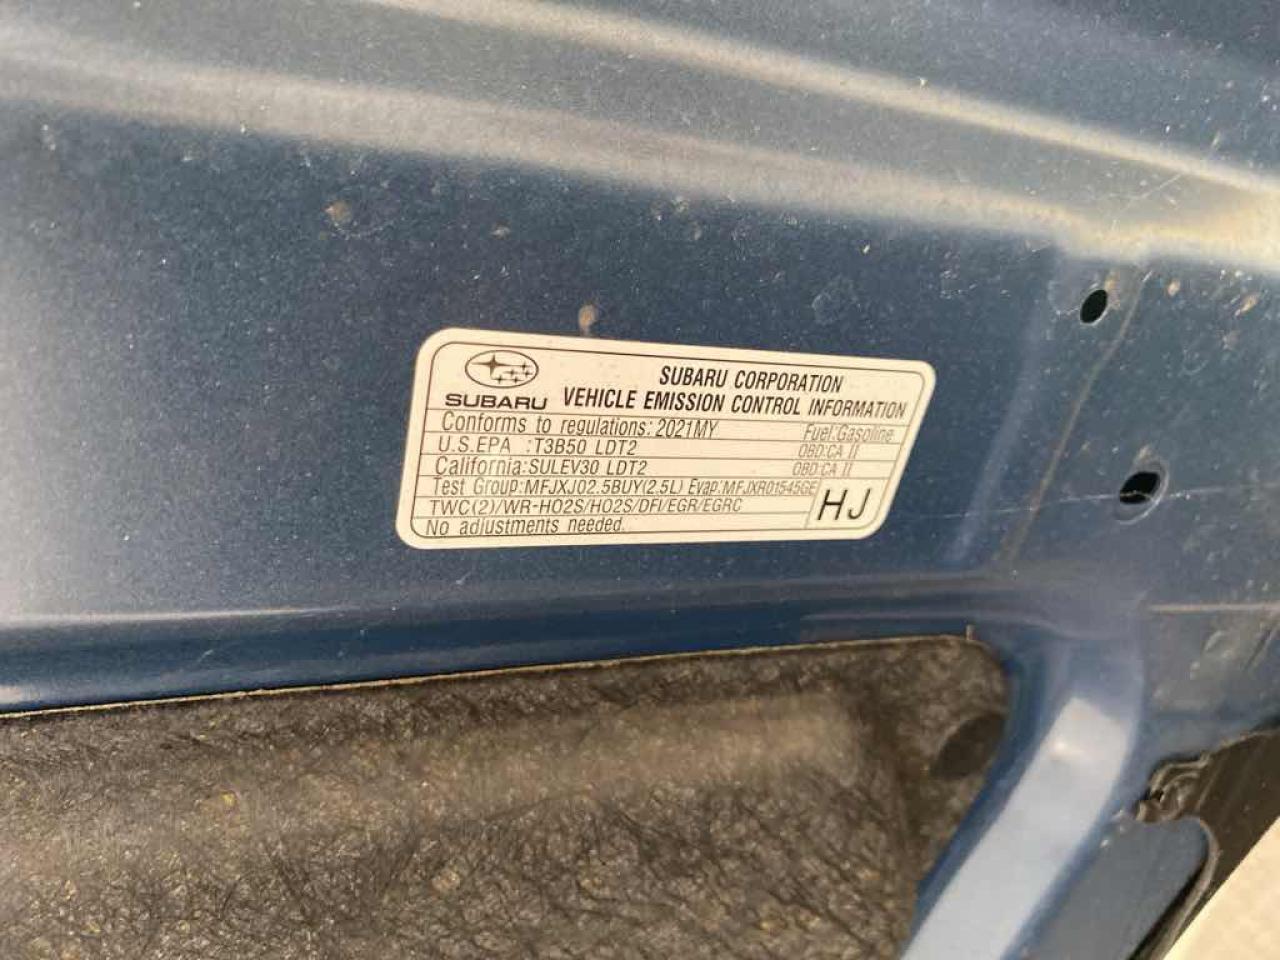 SUBARU
SUBARU CORPORATION
VEHICLE EMISSION CONTROL INFORMATION
Conforms to regulations: 2021MY Fuel:Gasoline
U.S.EPA :T3B50 LDT2 OBD:CA II
California:SULEV30 LDT2 OBD:CA II
Test Group:MFJXJ02.5BUY(2.5L) Evap:MFJXR01545GE
TWC(2)/WR-HO2S/HO2S/DFI/EGR/EGRC
No adjustments needed.
HJ